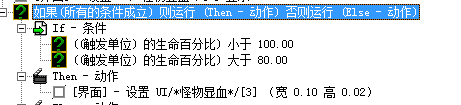 如果(所有的条件成立) 则运行 (Then - 动作) 否则运行 (Else - 动作)
If - 条件
((触发单位) 的生命百分比) 小于 100.00
((触发单位) 的生命百分比) 大于 80.00
Then - 动作
[界面] - 设置 UI/*怪物显血*/[3] (宽 0.10 高 0.02)